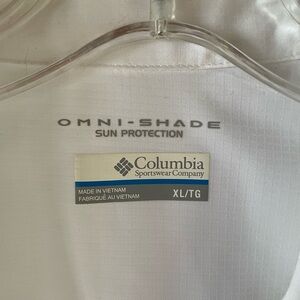 OMNI-SHADE
SUN PROTECTION
Columbia
Sportswear Company
MADE IN VIETNAM
FABRIQUÉ AU VIETNAM
XL/TG